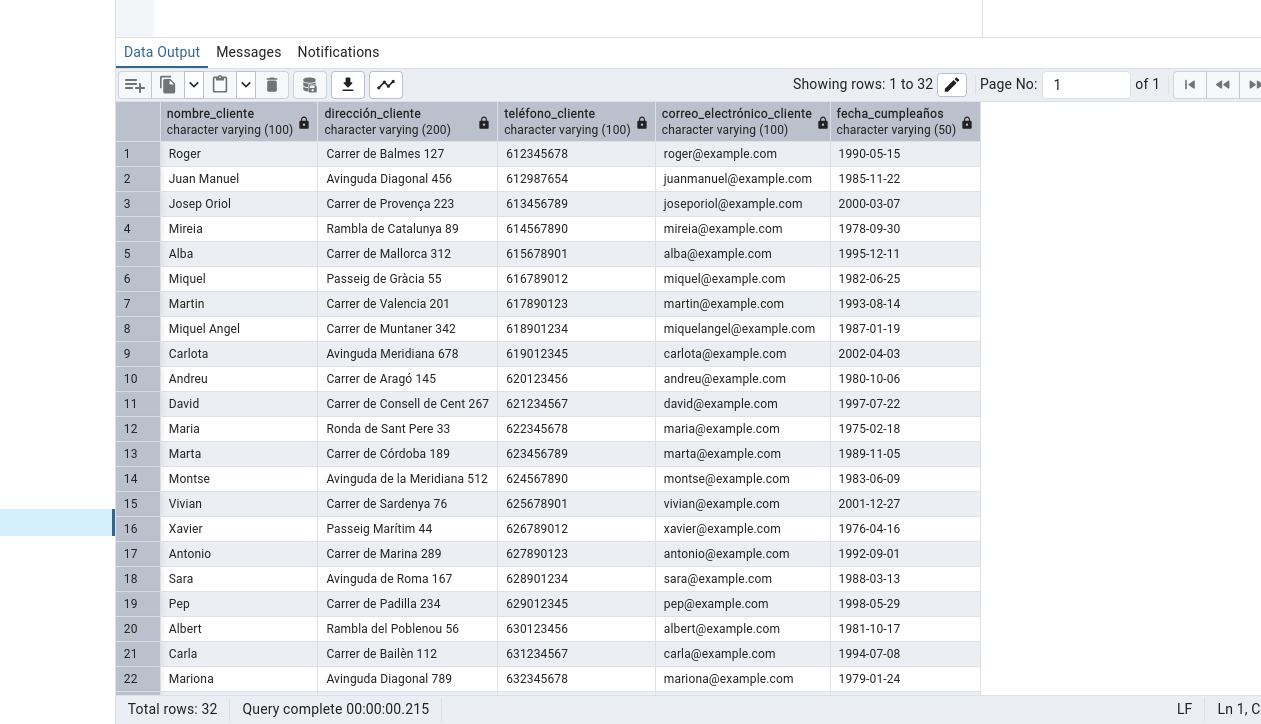 Data Output Messages Notifications
Showing rows: 1 to 32 Page No: 1 of 1
nombre_cliente dirección_cliente teléfono_cliente correo_electrónico_cliente fecha_cumpleaños
character varying (100) character varying (200) character varying (100) character varying (100) character varying (50)
1 Roger Carrer de Balmes 127 612345678 roger@example.com 1990-05-15
2 Juan Manuel Avinguda Diagonal 456 612987654 juanmanuel@example.com 1985-11-22
3 Josep Oriol Carrer de Provença 223 613456789 joseporiol@example.com 2000-03-07
4 Mireia Rambla de Catalunya 89 614567890 mireia@example.com 1978-09-30
5 Alba Carrer de Mallorca 312 615678901 alba@example.com 1995-12-11
6 Miquel Passeig de Gràcia 55 616789012 miquel@example.com 1982-06-25
7 Martin Carrer de Valencia 201 617890123 martin@example.com 1993-08-14
8 Miquel Angel Carrer de Muntaner 342 618901234 miquelangel@example.com 1987-01-19
9 Carlota Avinguda Meridiana 678 619012345 carlota@example.com 2002-04-03
10 Andreu Carrer de Aragó 145 620123456 andreu@example.com 1980-10-06
11 David Carrer de Consell de Cent 267 621234567 david@example.com 1997-07-22
12 Maria Ronda de Sant Pere 33 622345678 maria@example.com 1975-02-18
13 Marta Carrer de Córdoba 189 623456789 marta@example.com 1989-11-05
14 Montse Avinguda de la Meridiana 512 624567890 montse@example.com 1983-06-09
15 Vivian Carrer de Sardenya 76 625678901 vivian@example.com 2001-12-27
16 Xavier Passeig Marítim 44 626789012 xavier@example.com 1976-04-16
17 Antonio Carrer de Marina 289 627890123 antonio@example.com 1992-09-01
18 Sara Avinguda de Roma 167 628901234 sara@example.com 1988-03-13
19 Pep Carrer de Padilla 234 629012345 pep@example.com 1998-05-29
20 Albert Rambla del Poblenou 56 630123456 albert@example.com 1981-10-17
21 Carla Carrer de Bailèn 112 631234567 carla@example.com 1994-07-08
22 Mariona Avinguda Diagonal 789 632345678 mariona@example.com 1979-01-24
Total rows: 32 Query complete 00:00:00.215 LF Ln 1, C